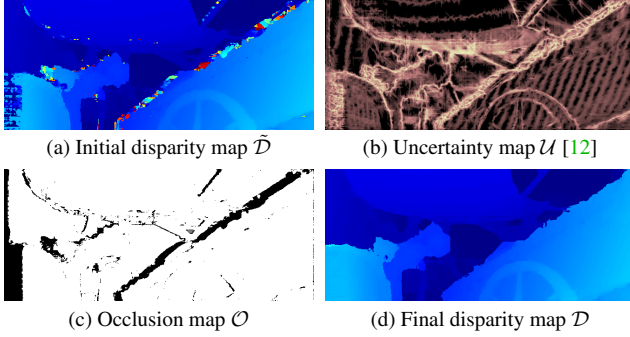 (a) Initial disparity map D̃
(b) Uncertainty map U [12]
(c) Occlusion map O
(d) Final disparity map D